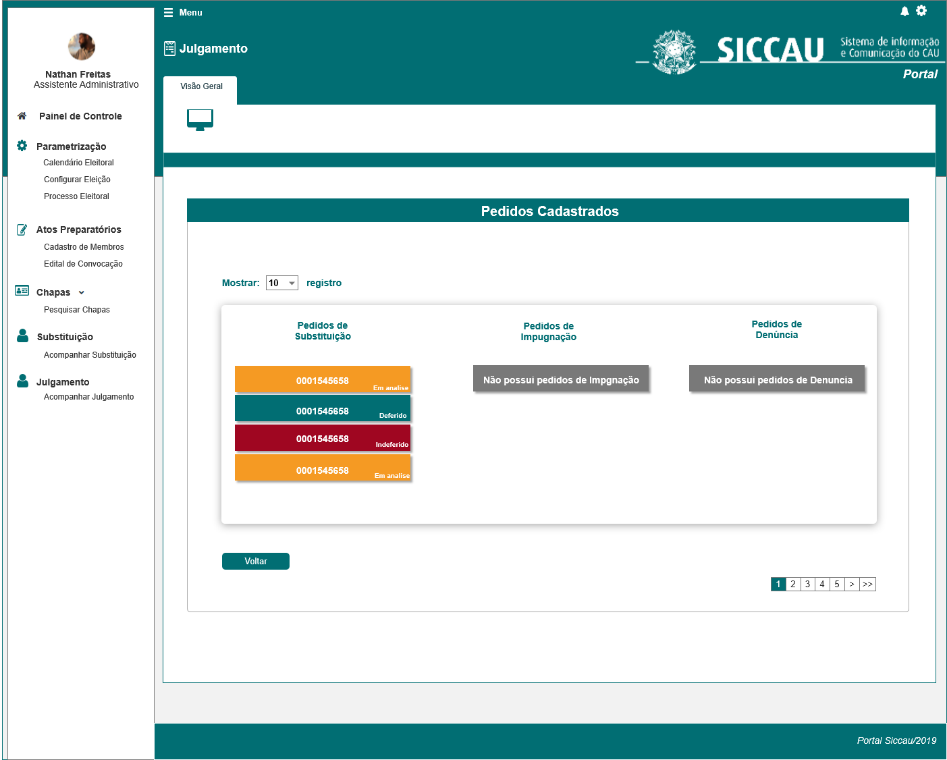 Menu
Julgamento
SICCAU
Sistema de informação
e Comunicação do CAU
Portal
Visão Geral
Nathan Freitas
Assistente Administrativo
Painel de Controle
Parametrização
Calendário Eleitoral
Configurar Eleição
Processo Eleitoral
Atos Preparatórios
Cadastro de Membros
Edital de Convocação
Chapas
Pesquisar Chapas
Substituição
Acompanhar Substituição
Julgamento
Acompanhar Julgamento
Pedidos Cadastrados
Mostrar: 10 registro
Pedidos de
Substituição
0001545658 Em analise
0001545658 Deferido
0001545658 Indeferido
0001545658 Em analise
Pedidos de
Impugnação
Não possui pedidos de Impgnação
Pedidos de
Denúncia
Não possui pedidos de Denuncia
Voltar
1 2 3 4 5 > >>
Portal Siccau/2019